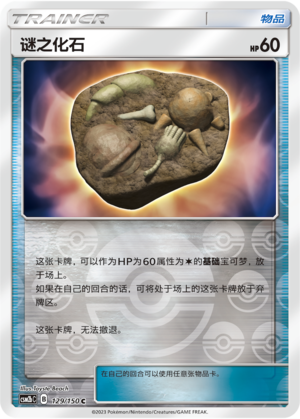 TRAINER 物品
谜之化石 HP60
这张卡牌，可以作为HP为60属性为✶的基础宝可梦，放
于场上。
如果在自己的回合的话，可将处于场上的这张卡牌放于弃
牌区。
这张卡牌，无法撤退。
Illus.Toyste Beach
CSM2b C 129/150 C
在自己的回合可以使用任意张物品卡。
©2023 Pokémon/Nintendo/Creatures/GAME FREAK.